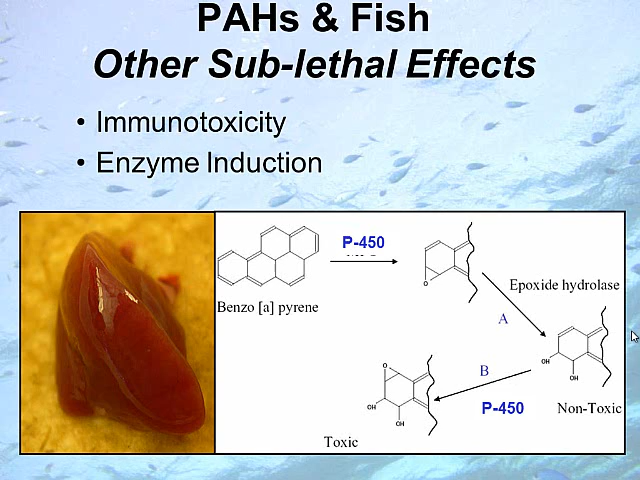 PAHs & Fish
Other Sub-lethal Effects
• Immunotoxicity
• Enzyme Induction
P-450
Benzo [a] pyrene
O
Epoxide hydrolase
A
OH
OH
Non-Toxic
B
P-450
O
OH
OH
Toxic